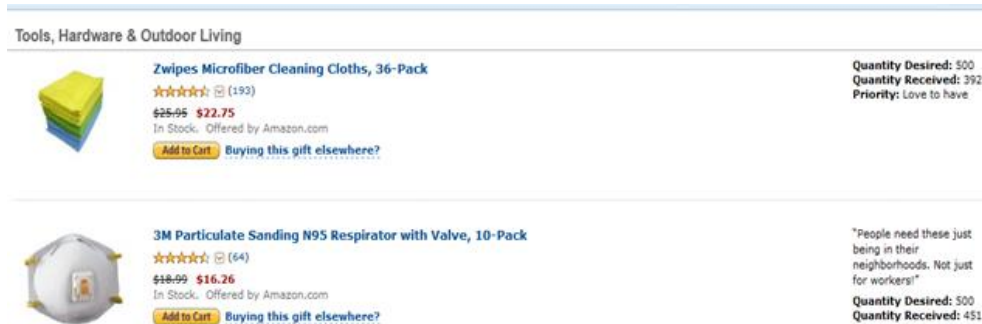 Tools, Hardware & Outdoor Living
Zwipes Microfiber Cleaning Cloths, 36-Pack
(193)
$25.95 $22.75
In Stock. Offered by Amazon.com
Add to Cart Buying this gift elsewhere?
Quantity Desired: 500
Quantity Received: 392
Priority: Love to have
3M Particulate Sanding N95 Respirator with Valve, 10-Pack
(64)
$18.99 $16.26
In Stock. Offered by Amazon.com
Add to Cart Buying this gift elsewhere?
"People need these just
being in their
neighborhoods. Not just
for workers!"
Quantity Desired: 500
Quantity Received: 451